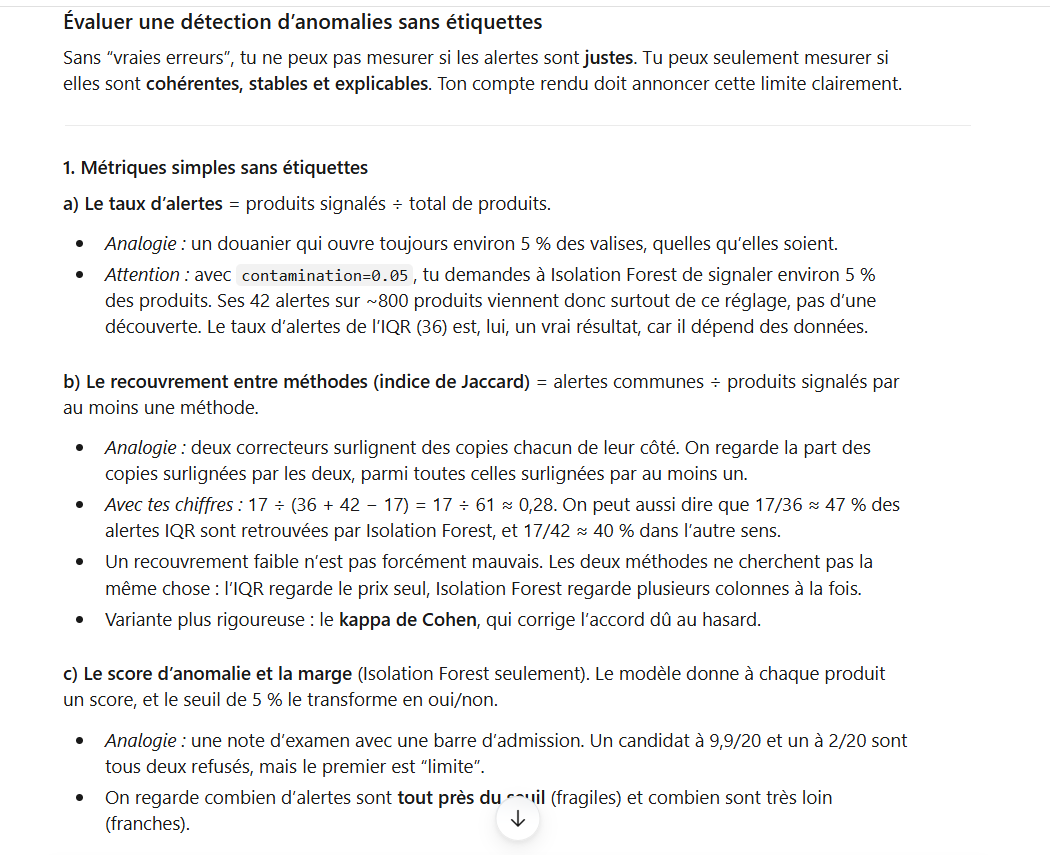 Évaluer une détection d’anomalies sans étiquettes
Sans “vraies erreurs”, tu ne peux pas mesurer si les alertes sont justes. Tu peux seulement mesurer si
elles sont cohérentes, stables et explicables. Ton compte rendu doit annoncer cette limite clairement.
1. Métriques simples sans étiquettes
a) Le taux d’alertes = produits signalés ÷ total de produits.
• Analogie : un douanier qui ouvre toujours environ 5 % des valises, quelles qu’elles soient.
• Attention : avec contamination=0.05, tu demandes à Isolation Forest de signaler environ 5 %
des produits. Ses 42 alertes sur ~800 produits viennent donc surtout de ce réglage, pas d’une
découverte. Le taux d’alertes de l’IQR (36) est, lui, un vrai résultat, car il dépend des données.
b) Le recouvrement entre méthodes (indice de Jaccard) = alertes communes ÷ produits signalés par
au moins une méthode.
• Analogie : deux correcteurs surlignent des copies chacun de leur côté. On regarde la part des
copies surlignées par les deux, parmi toutes celles surlignées par au moins un.
• Avec tes chiffres : 17 ÷ (36 + 42 − 17) = 17 ÷ 61 ≈ 0,28. On peut aussi dire que 17/36 ≈ 47 % des
alertes IQR sont retrouvées par Isolation Forest, et 17/42 ≈ 40 % dans l’autre sens.
• Un recouvrement faible n’est pas forcément mauvais. Les deux méthodes ne cherchent pas la
même chose : l’IQR regarde le prix seul, Isolation Forest regarde plusieurs colonnes à la fois.
• Variante plus rigoureuse : le kappa de Cohen, qui corrige l’accord dû au hasard.
c) Le score d’anomalie et la marge (Isolation Forest seulement). Le modèle donne à chaque produit
un score, et le seuil de 5 % le transforme en oui/non.
• Analogie : une note d’examen avec une barre d’admission. Un candidat à 9,9/20 et un à 2/20 sont
tous deux refusés, mais le premier est “limite”.
• On regarde combien d’alertes sont tout près du seuil (fragiles) et combien sont très loin
(franches).